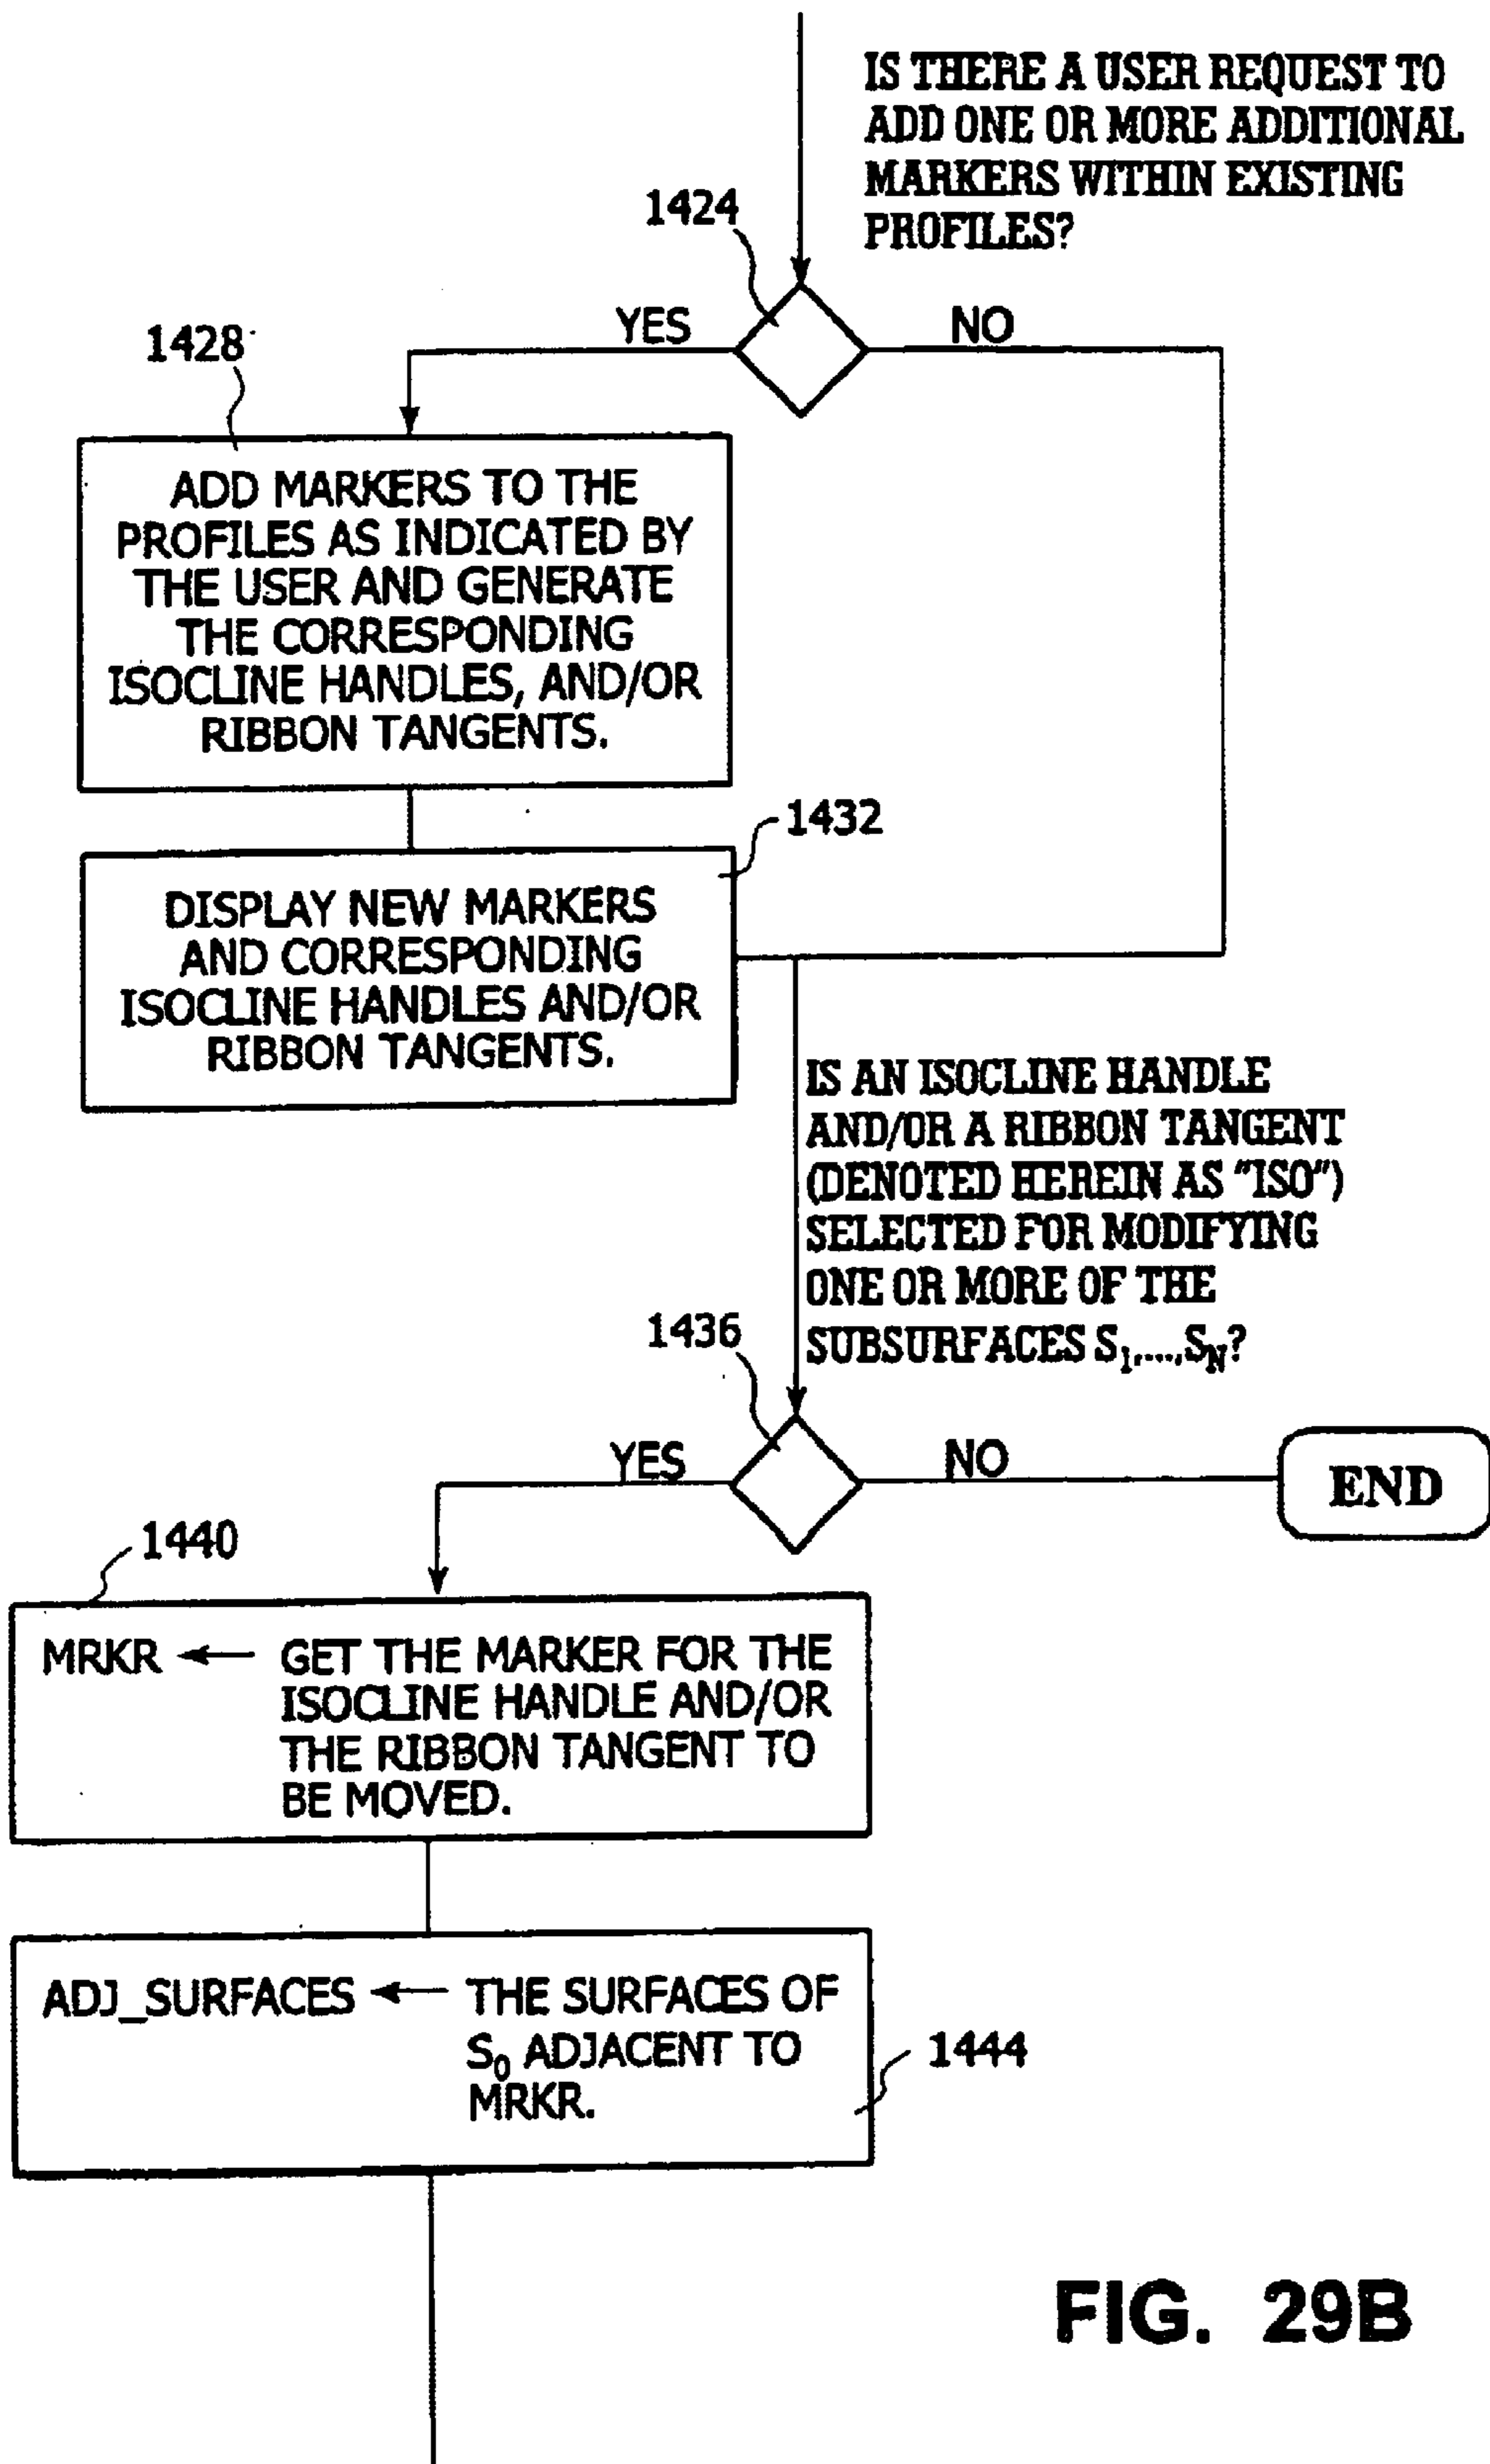 IS THERE A USER REQUEST TO
ADD ONE OR MORE ADDITIONAL
MARKERS WITHIN EXISTING
PROFILES?
1424
YES
NO
1428
ADD MARKERS TO THE
PROFILES AS INDICATED BY
THE USER AND GENERATE
THE CORRESPONDING
ISOCLINE HANDLES, AND/OR
RIBBON TANGENTS.
1432
DISPLAY NEW MARKERS
AND CORRESPONDING
ISOCLINE HANDLES AND/OR
RIBBON TANGENTS.
IS AN ISOCLINE HANDLE
AND/OR A RIBBON TANGENT
(DENOTED HEREIN AS "ISO")
SELECTED FOR MODIFYING
ONE OR MORE OF THE
SUBSURFACES S₁,...,S_N?
1436
YES
NO
END
1440
MRKR ← GET THE MARKER FOR THE
ISOCLINE HANDLE AND/OR
THE RIBBON TANGENT TO
BE MOVED.
ADJ_SURFACES ← THE SURFACES OF
S₀ ADJACENT TO
MRKR.
1444
FIG. 29B